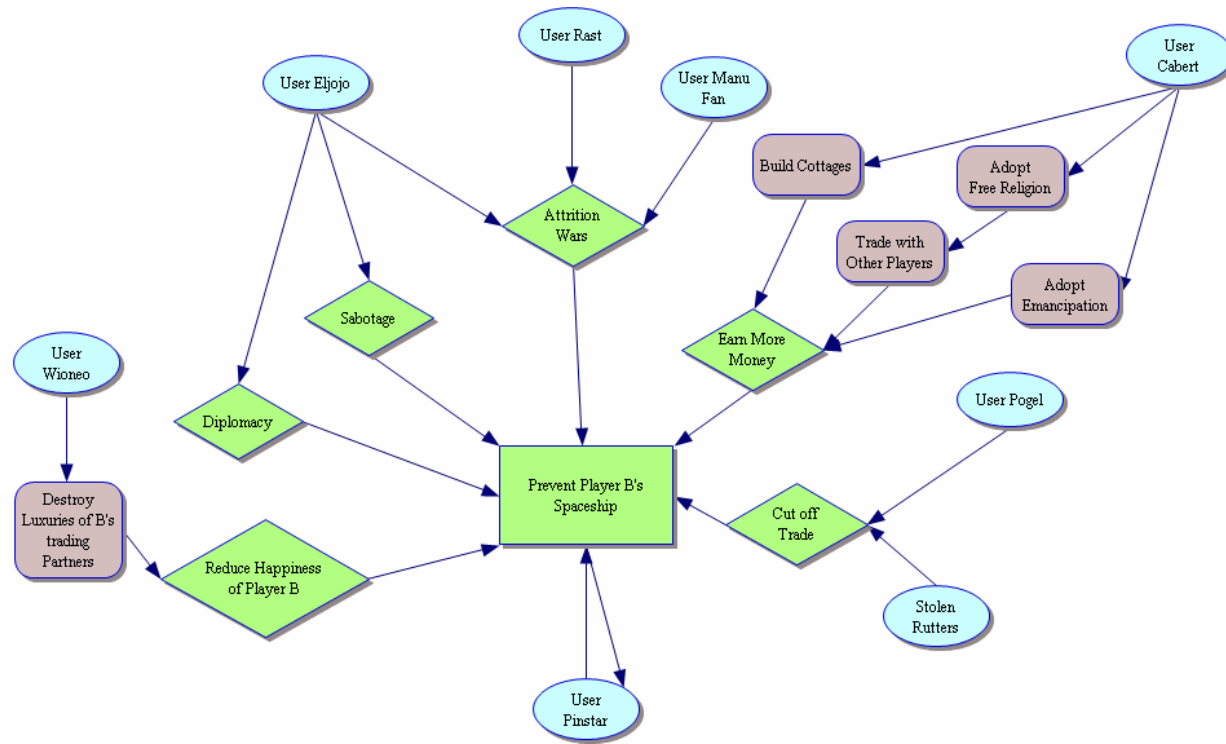 User Rast
User Eljojo
User Manu
Fan
User
Cabert
Build Cottages
Adopt
Free Religion
Attrition
Wars
Trade with
Other Players
Adopt
Emancipation
Sabotage
Earn More
Money
User
Wioneo
Diplomacy
User Pogel
Prevent Player B's
Spaceship
Destroy
Luxuries of B's
trading
Partners
Cut off
Trade
Reduce Happiness
of Player B
Stolen
Rutters
User
Pinstar